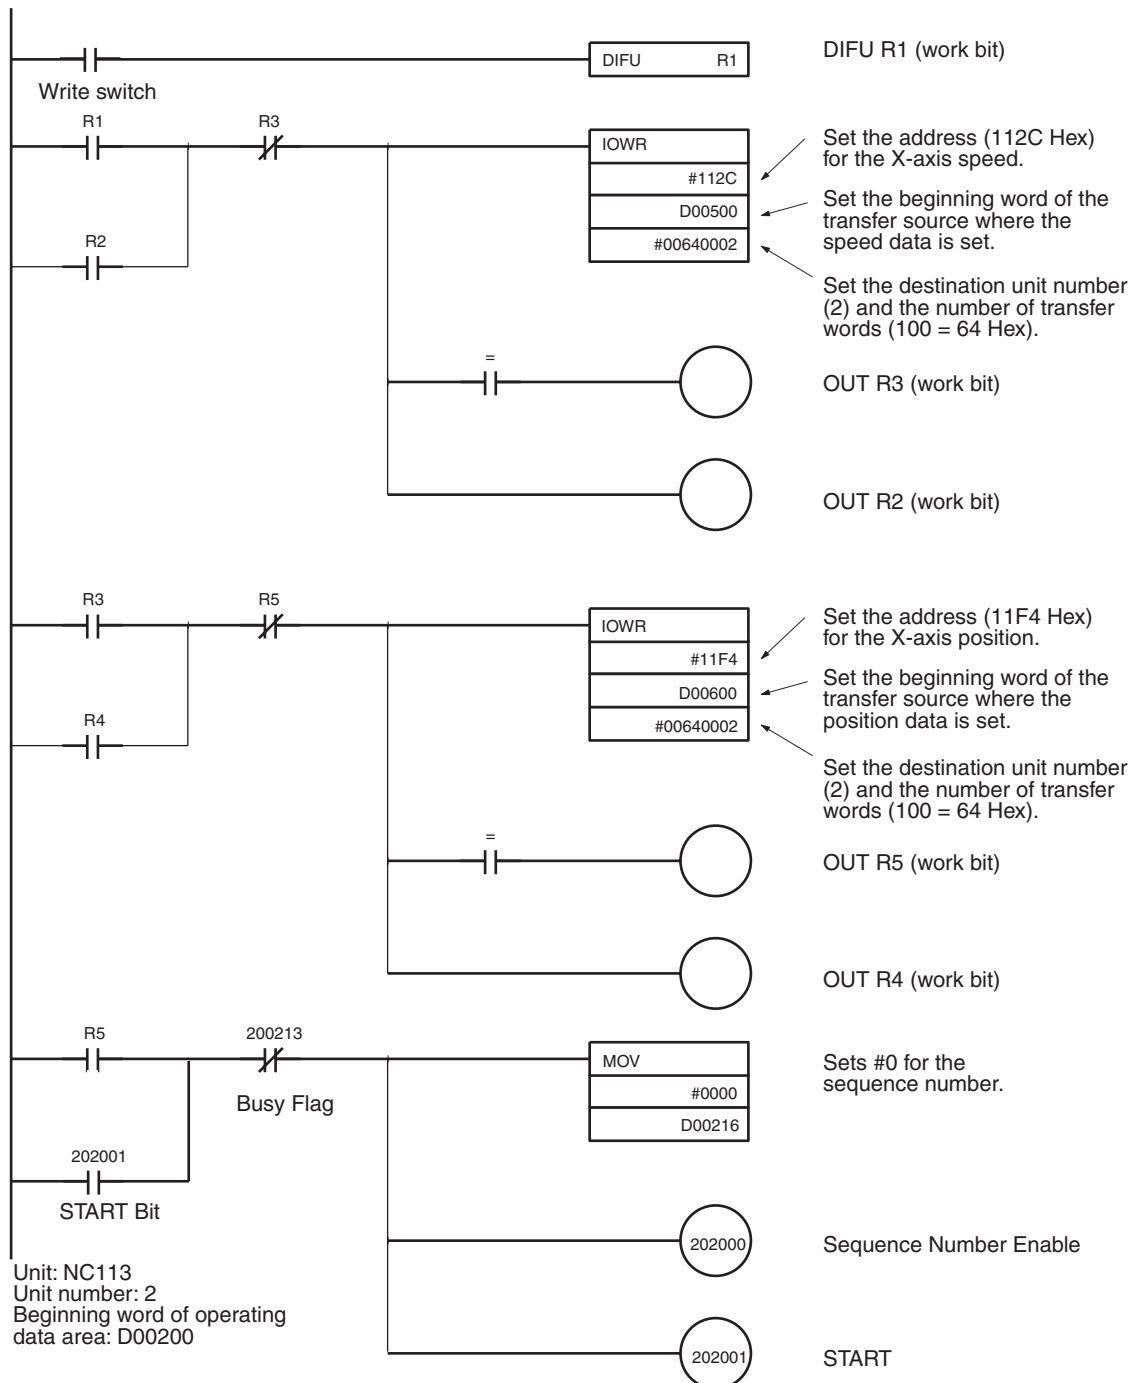 DIFU R1
DIFU R1 (work bit)
Write switch
R1
R3
IOWR
#112C
D00500
#00640002
Set the address (112C Hex)
for the X-axis speed.
Set the beginning word of the
transfer source where the
speed data is set.
Set the destination unit number
(2) and the number of transfer
words (100 = 64 Hex).
R2
=
OUT R3 (work bit)
OUT R2 (work bit)
R3
R5
IOWR
#11F4
D00600
#00640002
Set the address (11F4 Hex)
for the X-axis position.
Set the beginning word of the
transfer source where the
position data is set.
Set the destination unit number
(2) and the number of transfer
words (100 = 64 Hex).
R4
=
OUT R5 (work bit)
OUT R4 (work bit)
R5
200213
Busy Flag
MOV
#0000
D00216
Sets #0 for the
sequence number.
202001
START Bit
202000
Sequence Number Enable
Unit: NC113
Unit number: 2
Beginning word of operating
data area: D00200
202001
START